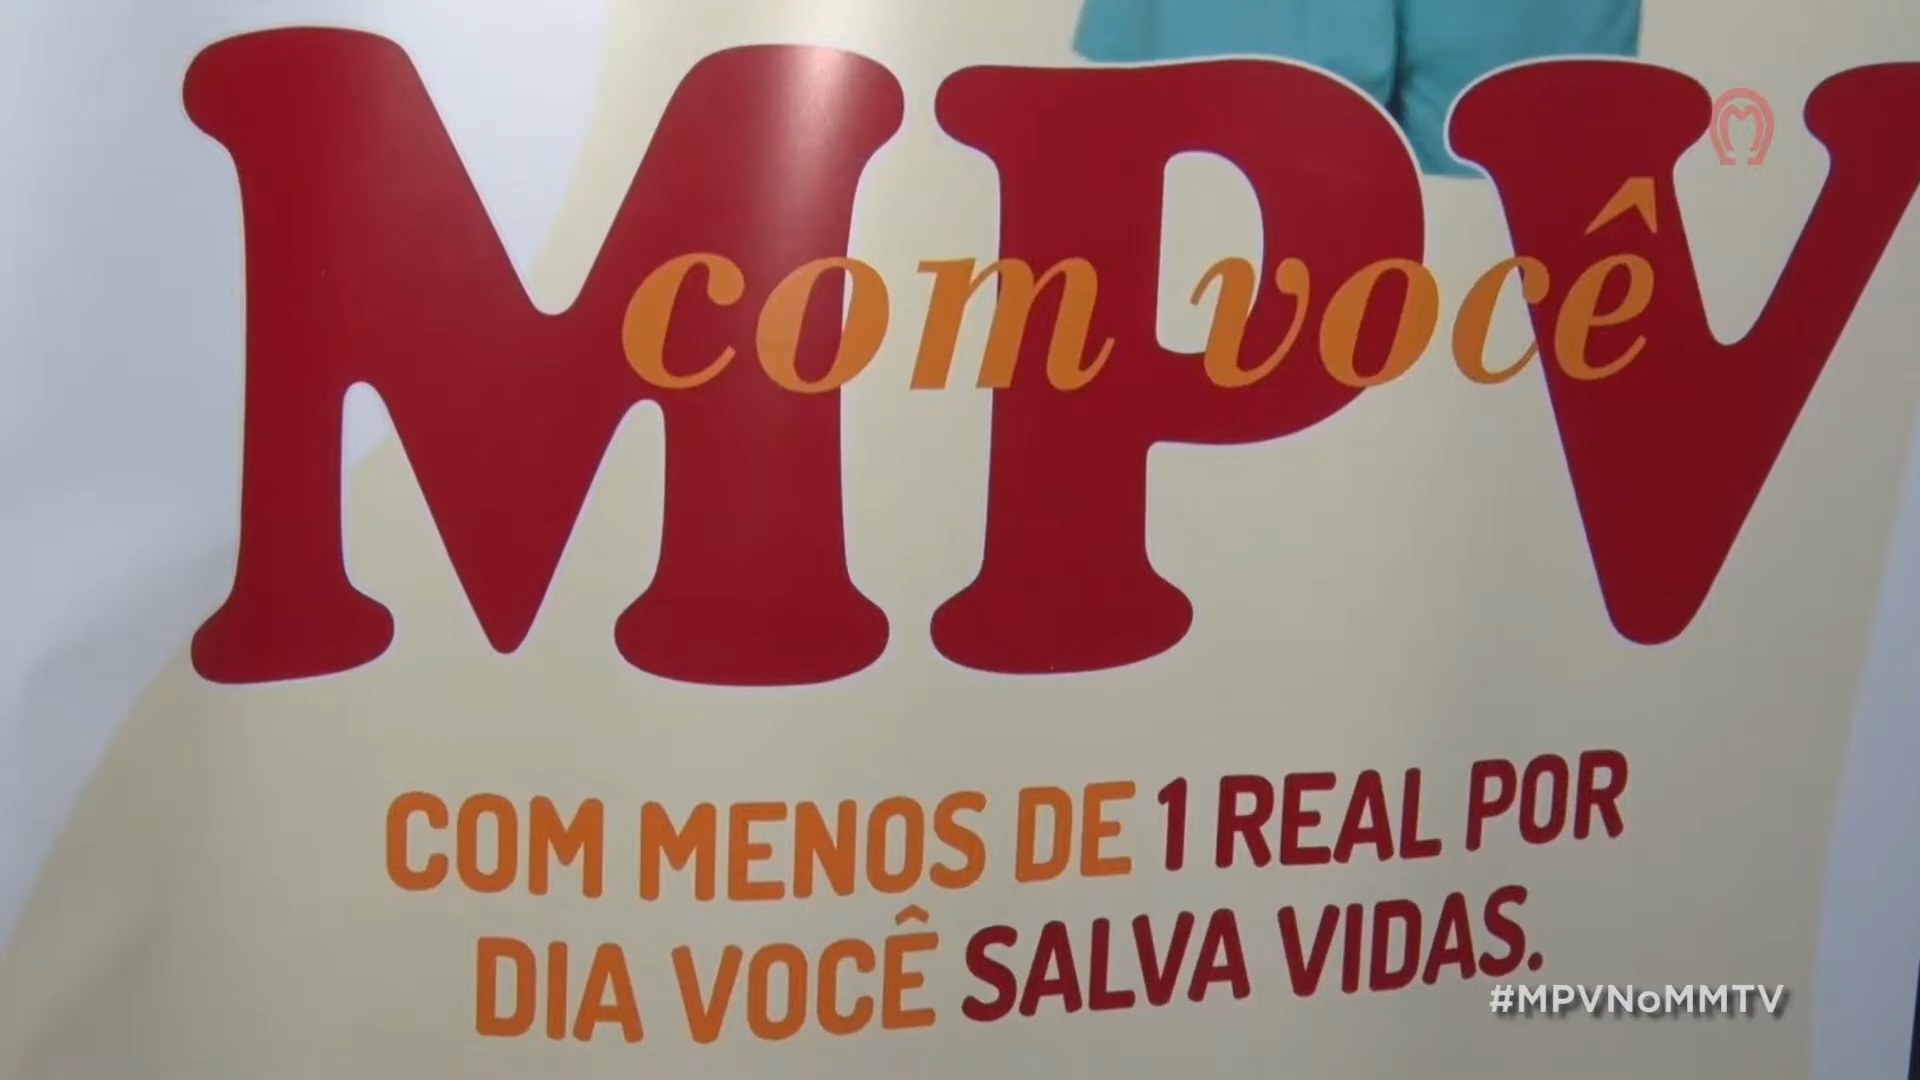 MPV
com você
COM MENOS DE 1 REAL POR
DIA VOCÊ SALVA VIDAS.
#MPVNoMMTV